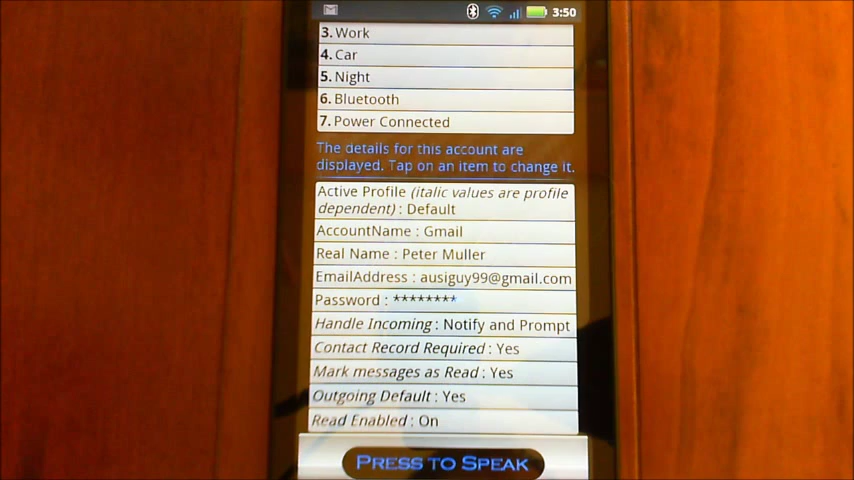 3:50
3. Work
4. Car
5. Night
6. Bluetooth
7. Power Connected
The details for this account are
displayed. Tap on an item to change it.
Active Profile (italic values are profile
dependent) : Default
AccountName : Gmail
Real Name : Peter Muller
EmailAddress : ausiguy99@gmail.com
Password : ********
Handle Incoming : Notify and Prompt
Contact Record Required : Yes
Mark messages as Read : Yes
Outgoing Default : Yes
Read Enabled : On
PRESS TO SPEAK